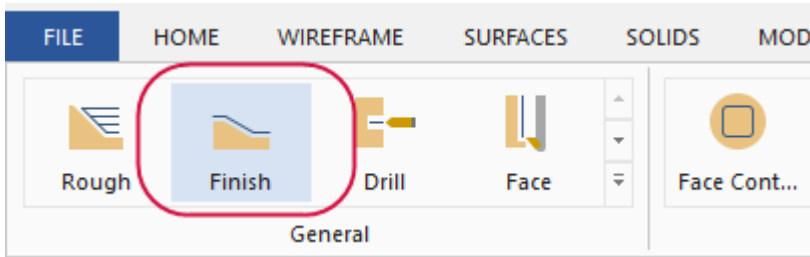 FILE HOME WIREFRAME SURFACES SOLIDS MOD
Rough Finish Drill Face Face Cont...
General